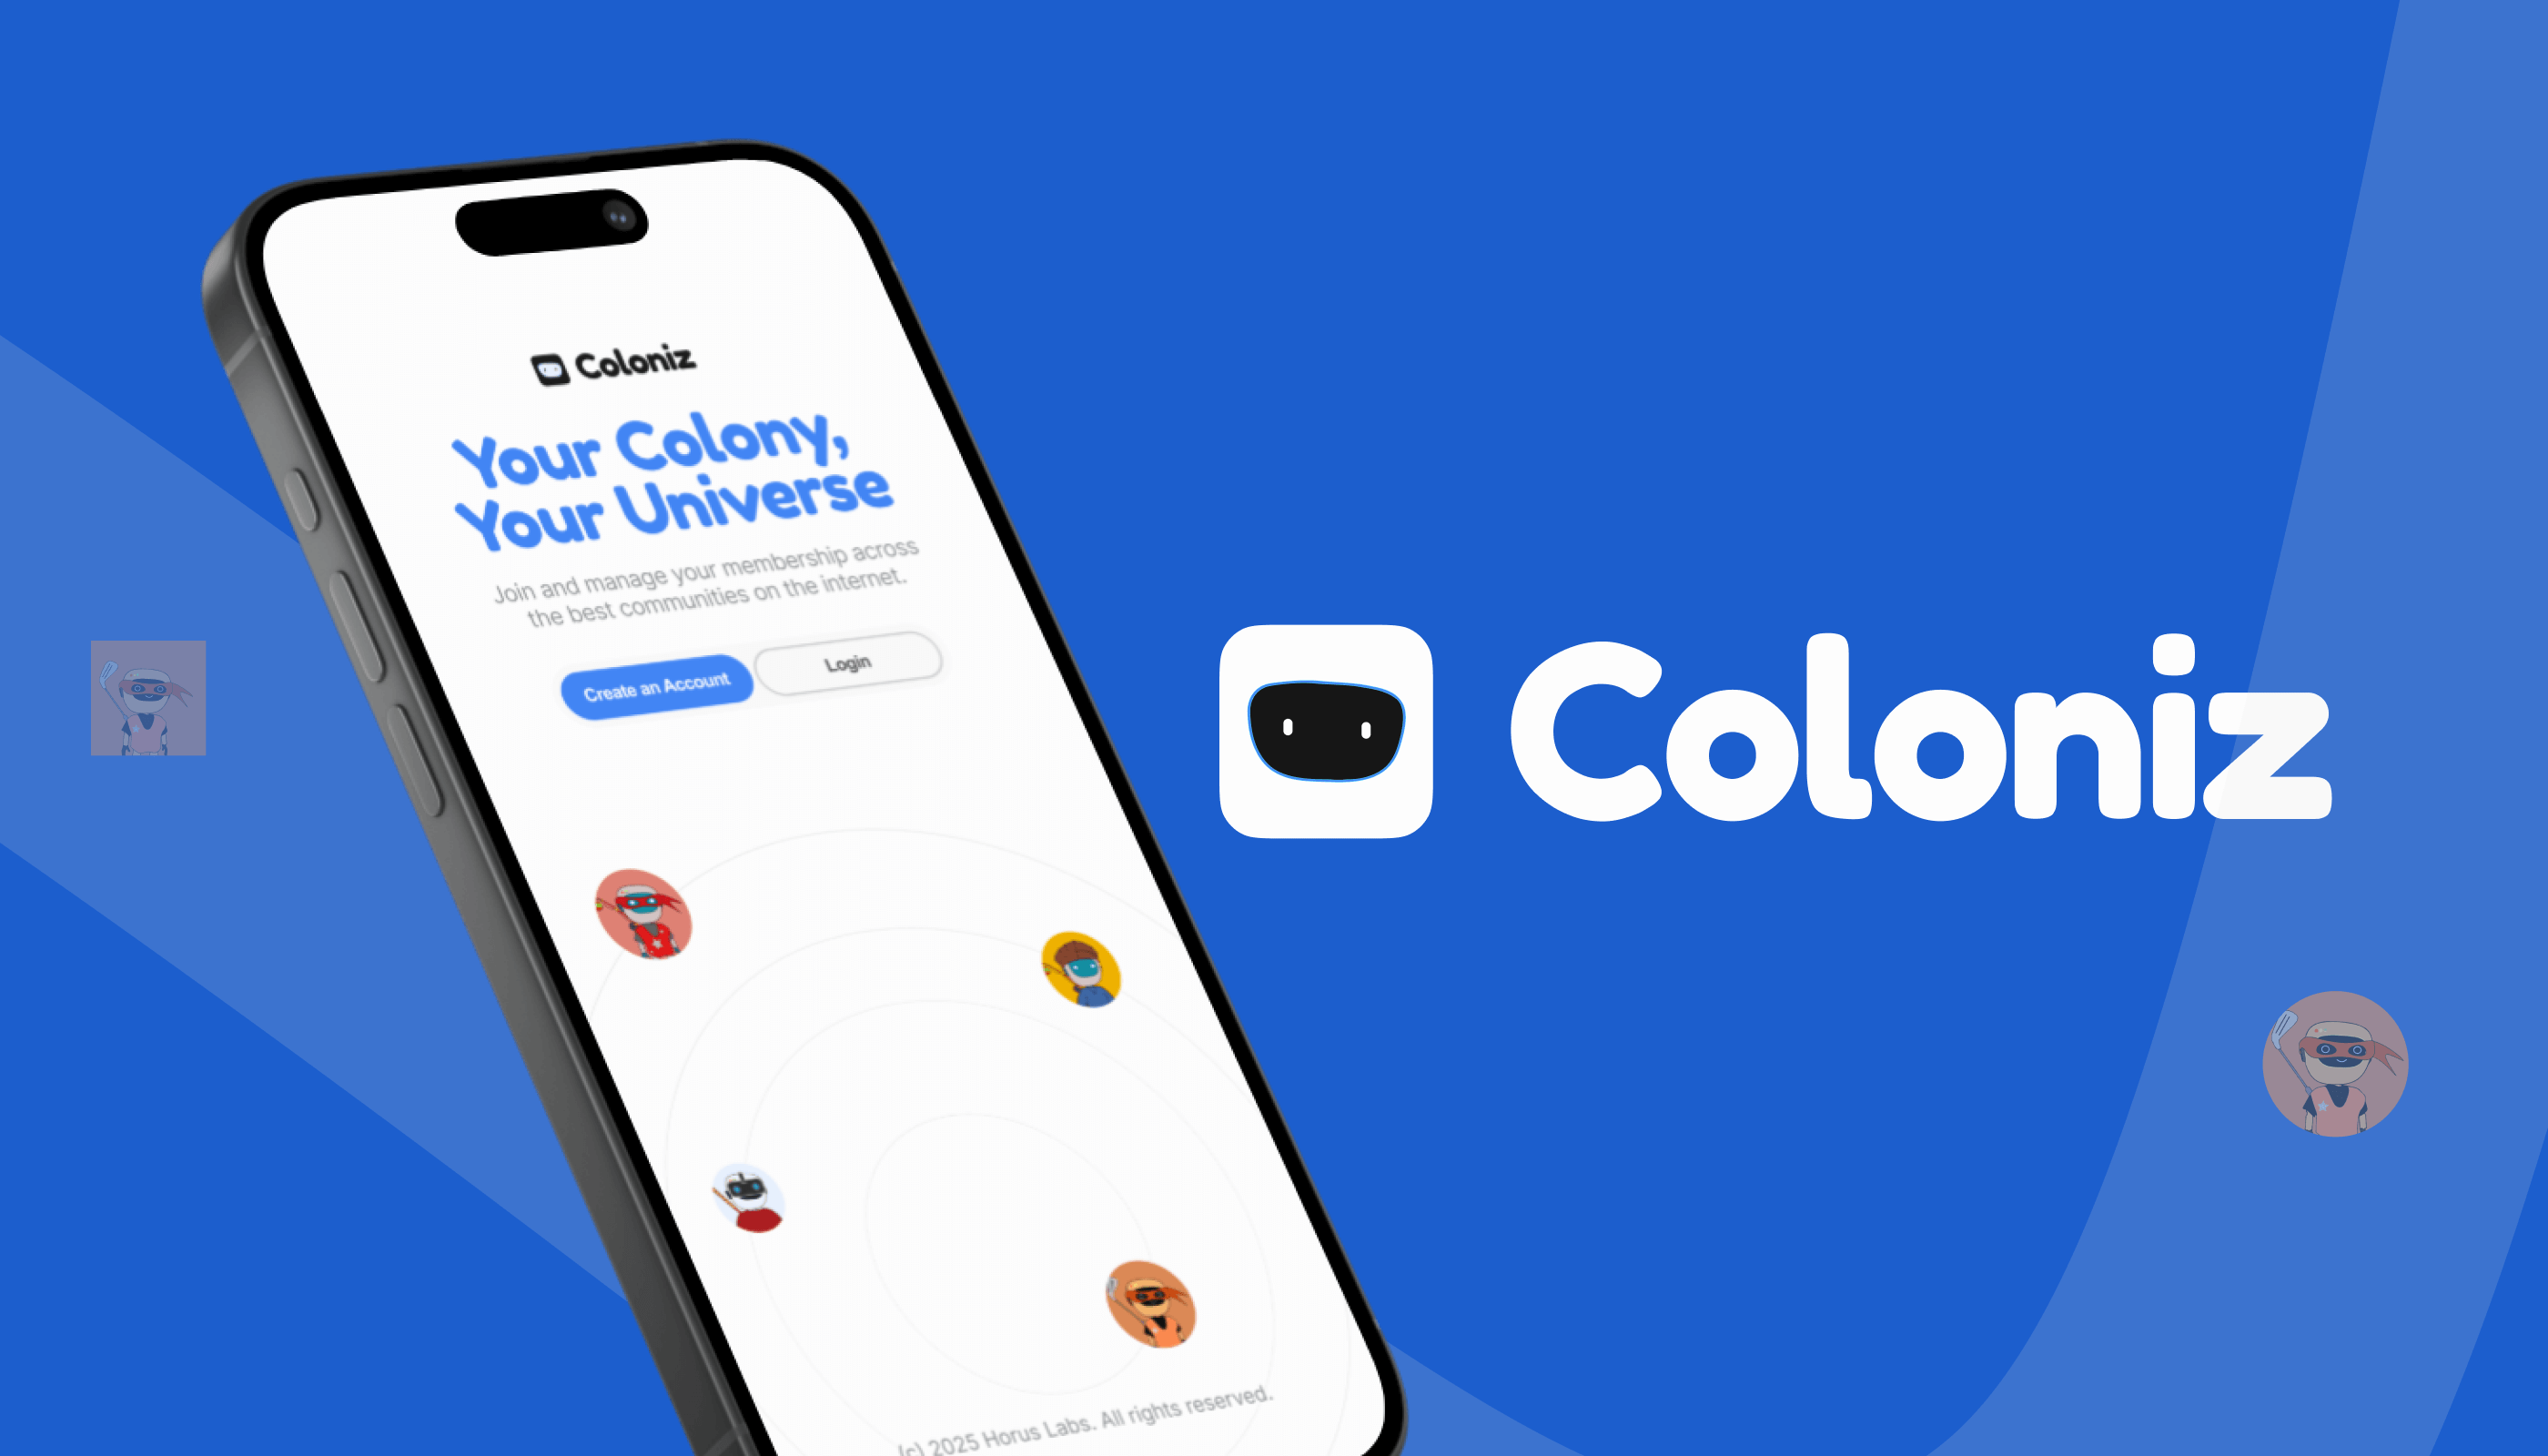 Coloniz
Your Colony,
Your Universe
Join and manage your membership across
the best communities on the internet.
Create an Account
Login
(c) 2025 Horus Labs. All rights reserved.
Coloniz